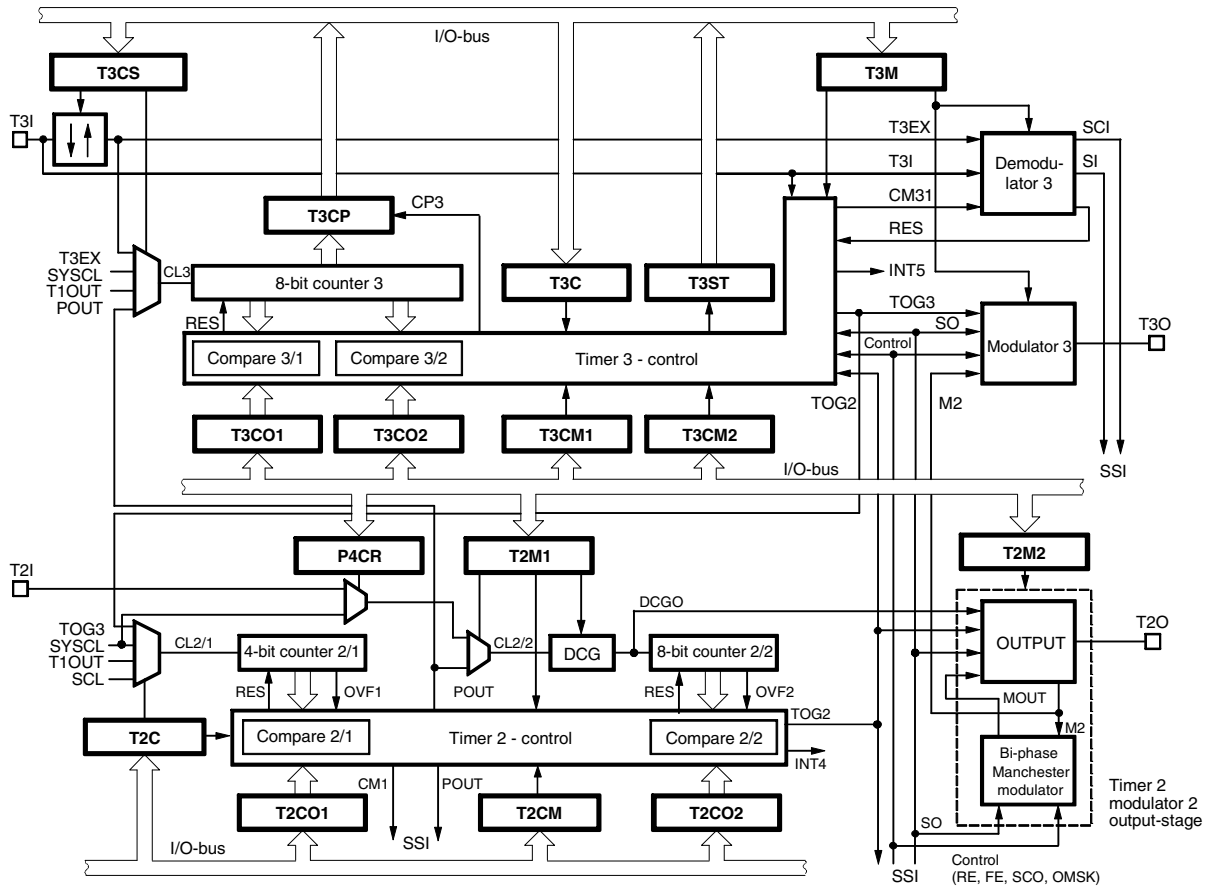 I/O-bus
T3CS
T3M
T3I
T3EX
SCI
T3I
SI
Demodu-
lator 3
CM31
T3CP
CP3
RES
T3EX
SYSCL
T1OUT
POUT
CL3
8-bit counter 3
T3C
T3ST
INT5
RES
TOG3
SO
T3O
Compare 3/1
Compare 3/2
Timer 3 - control
Control
Modulator 3
TOG2
M2
T3CO1
T3CO2
T3CM1
T3CM2
I/O-bus
SSI
P4CR
T2M1
T2M2
T2I
DCGO
TOG3
SYSCL
T1OUT
SCL
CL2/1
4-bit counter 2/1
CL2/2
DCG
8-bit counter 2/2
OUTPUT
T2O
RES
OVF1
POUT
RES
OVF2
MOUT
TOG2
M2
T2C
Compare 2/1
Timer 2 - control
Compare 2/2
INT4
Bi-phase
Manchester
modulator
CM1
POUT
T2CO1
T2CM
T2CO2
Timer 2
modulator 2
output-stage
SSI
SO
I/O-bus
SSI
Control
(RE, FE, SCO, OMSK)